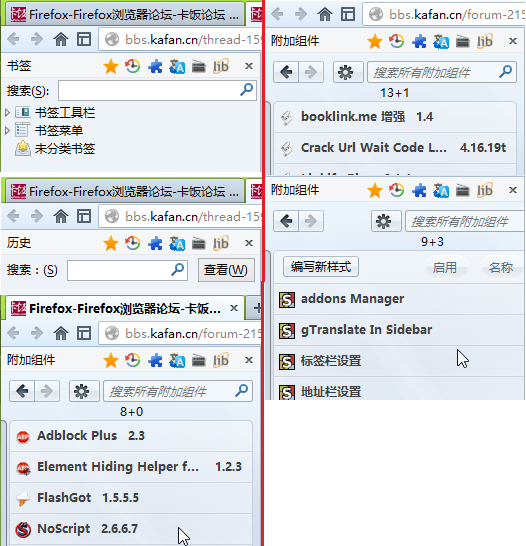 Firefox-Firefox浏览器论坛-卡饭论坛 ...
bbs.kafan.cn/thread-159
书签
lib
搜索(S):
书签工具栏
书签菜单
未分类书签
Firefox-Firefox浏览器论坛-卡饭论坛 ...
bbs.kafan.cn/thread-159
历史
lib
搜索：(S)
查看(W)
Firefox-Firefox浏览器论坛-卡饭...
bbs.kafan.cn/forum-215
附加组件
lib
搜索所有附加组件
8+0
Adblock Plus 2.3
Element Hiding Helper f... 1.2.3
FlashGot 1.5.5.5
NoScript 2.6.6.7
bbs.kafan.cn/forum-21
附加组件
lib
搜索所有附加组件
13+1
booklink.me 增强 1.4
Crack Url Wait Code L... 4.16.19t
附加组件
lib
搜索所有附加组件
9+3
编写新样式
启用
名称
addons Manager
gTranslate In Sidebar
标签栏设置
地址栏设置